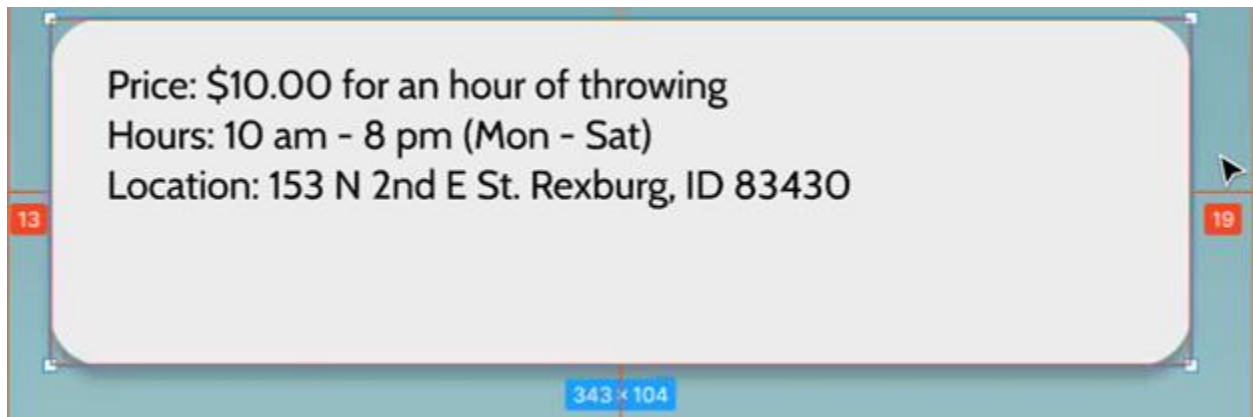 Price: $10.00 for an hour of throwing
Hours: 10 am - 8 pm (Mon - Sat)
Location: 153 N 2nd E St. Rexburg, ID 83430
13
19
343 × 104